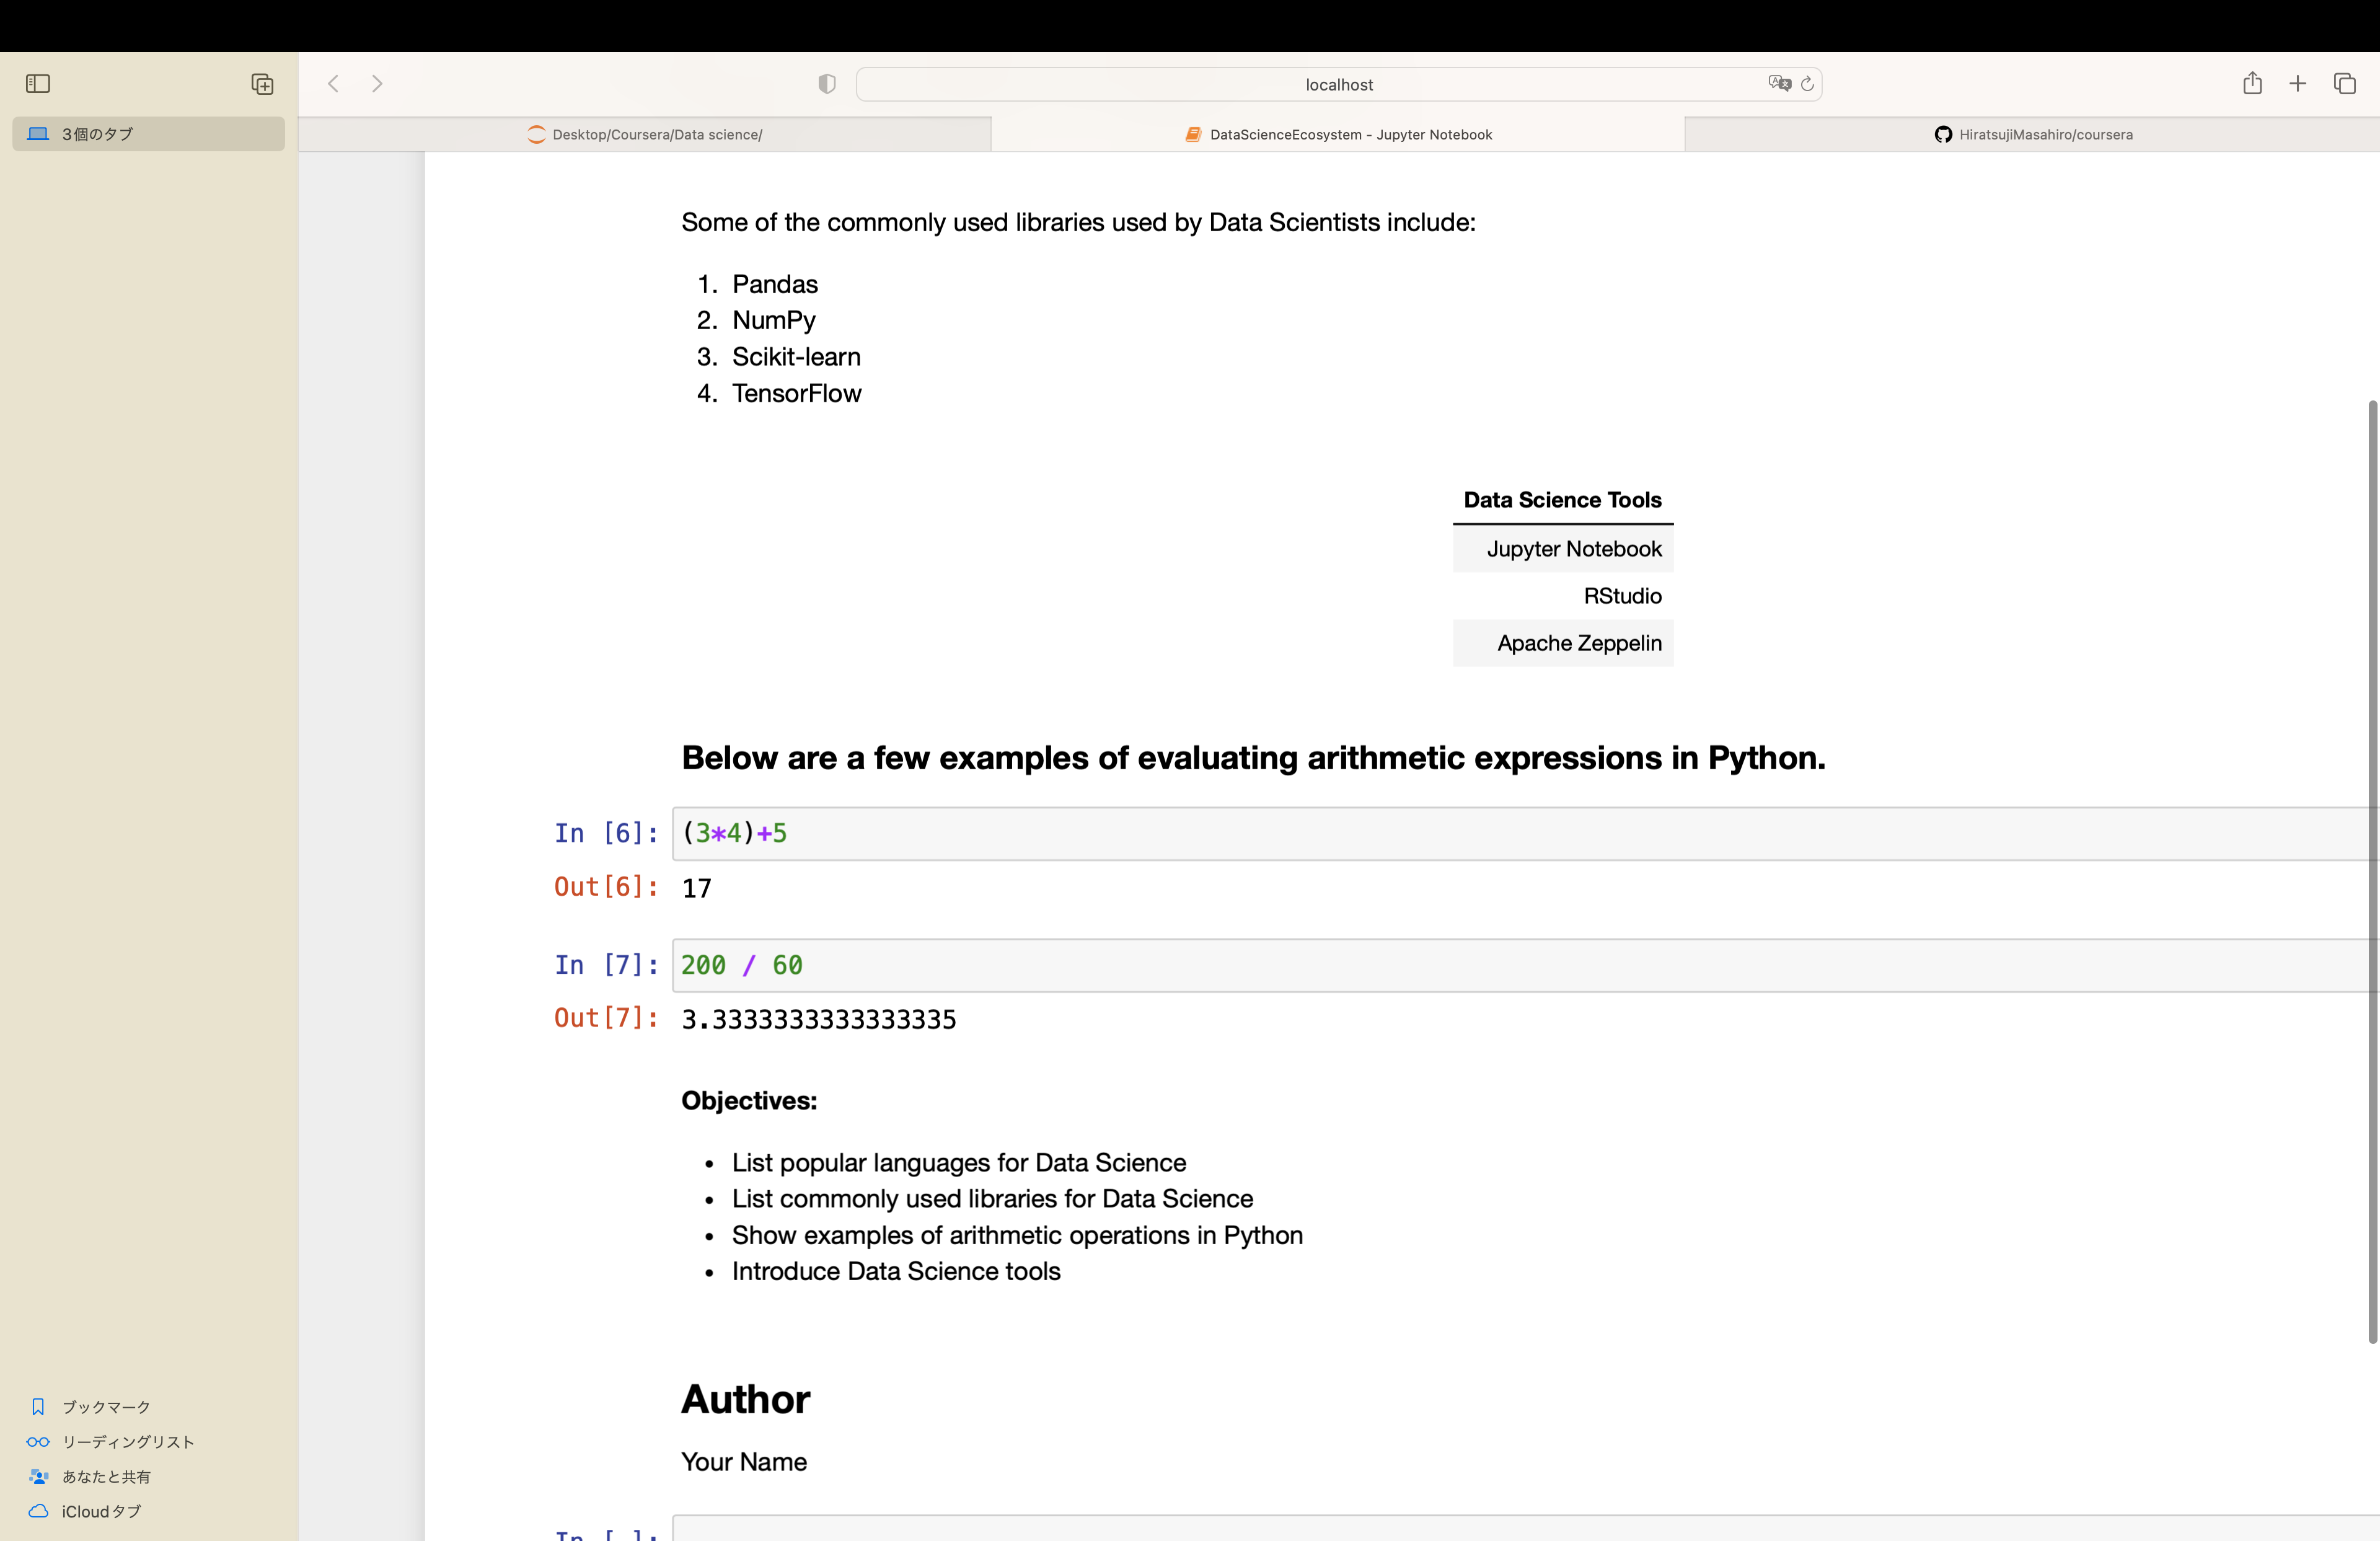 localhost
3個のタブ
Desktop/Coursera/Data science/
DataScienceEcosystem - Jupyter Notebook
HiratsujiMasahiro/coursera
Some of the commonly used libraries used by Data Scientists include:
1. Pandas
2. NumPy
3. Scikit-learn
4. TensorFlow
Data Science Tools
Jupyter Notebook
RStudio
Apache Zeppelin
Below are a few examples of evaluating arithmetic expressions in Python.
In [6]: (3*4)+5
Out[6]: 17
In [7]: 200 / 60
Out[7]: 3.3333333333333335
Objectives:
• List popular languages for Data Science
• List commonly used libraries for Data Science
• Show examples of arithmetic operations in Python
• Introduce Data Science tools
Author
Your Name
In [ ]:
ブックマーク
リーディングリスト
あなたと共有
iCloudタブ